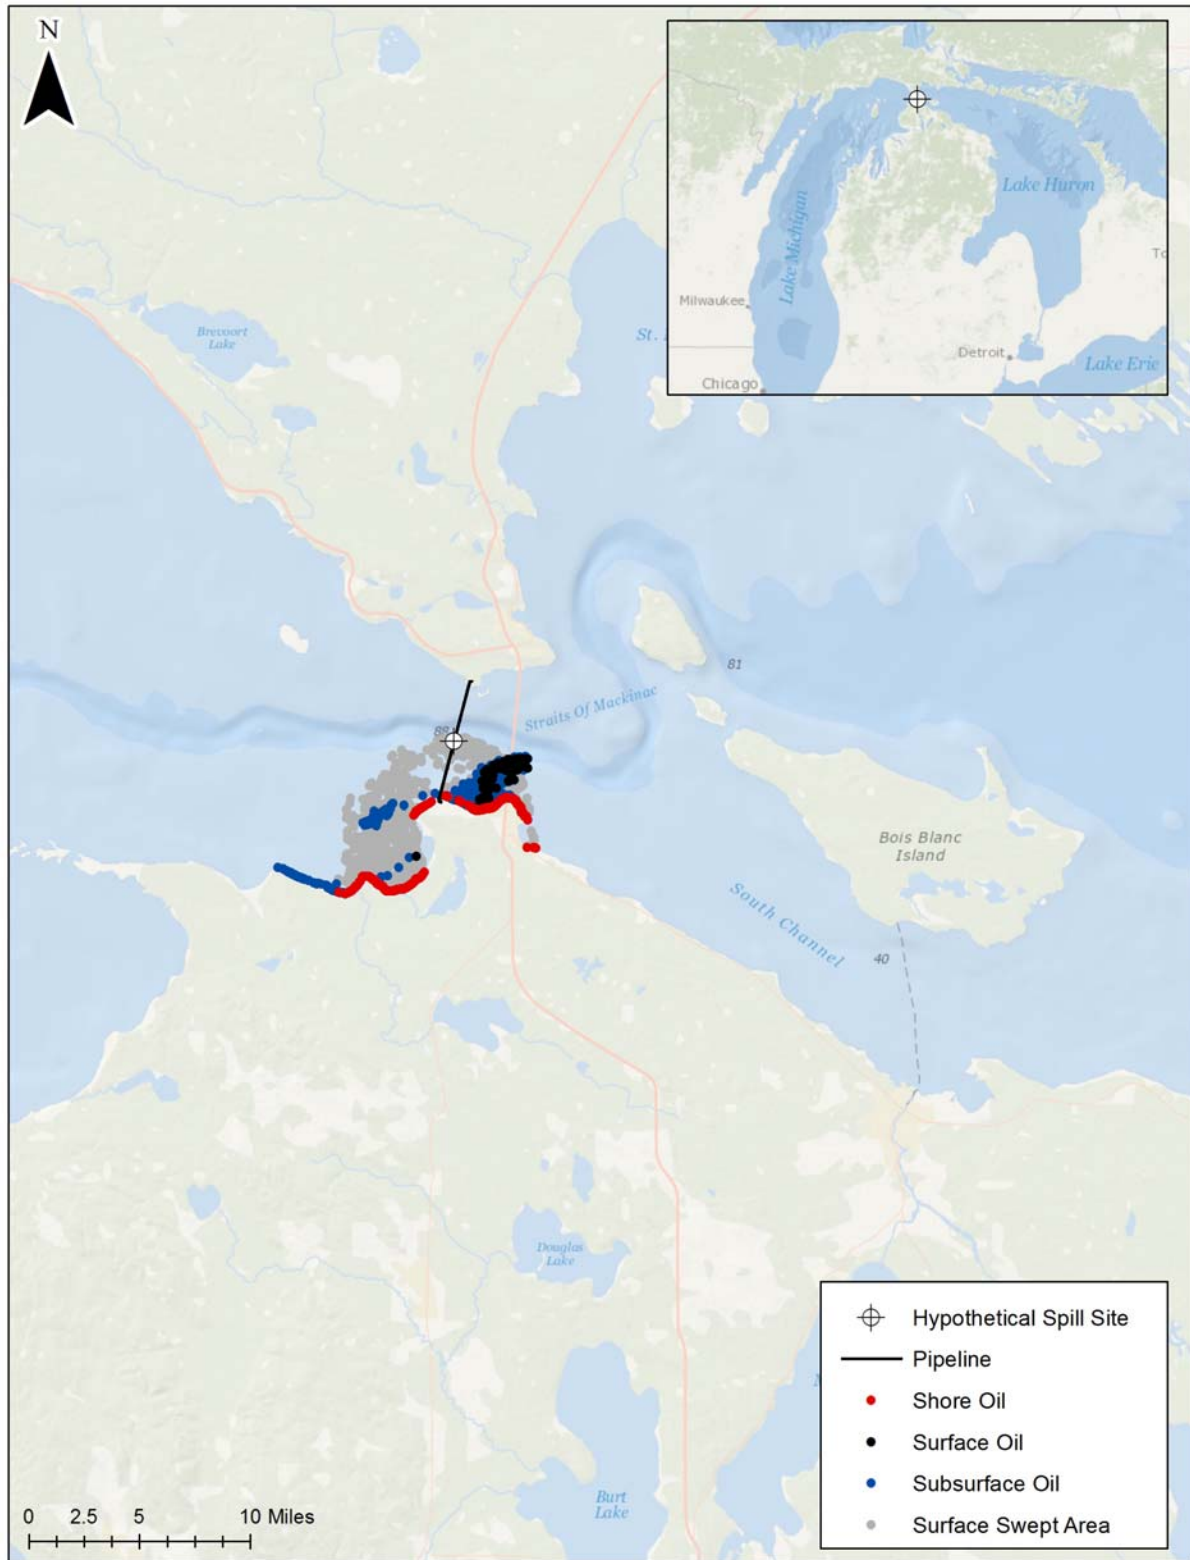 N
Lake Huron
Lake Michigan
Milwaukee
Detroit
Lake Erie
Chicago
Brevoort
Lake
St.
81
Straits Of Mackinac
Bois Blanc
Island
South Channel
40
Douglas
Lake
Burt
Lake
Hypothetical Spill Site
Pipeline
Shore Oil
Surface Oil
Subsurface Oil
Surface Swept Area
0 2.5 5 10 Miles